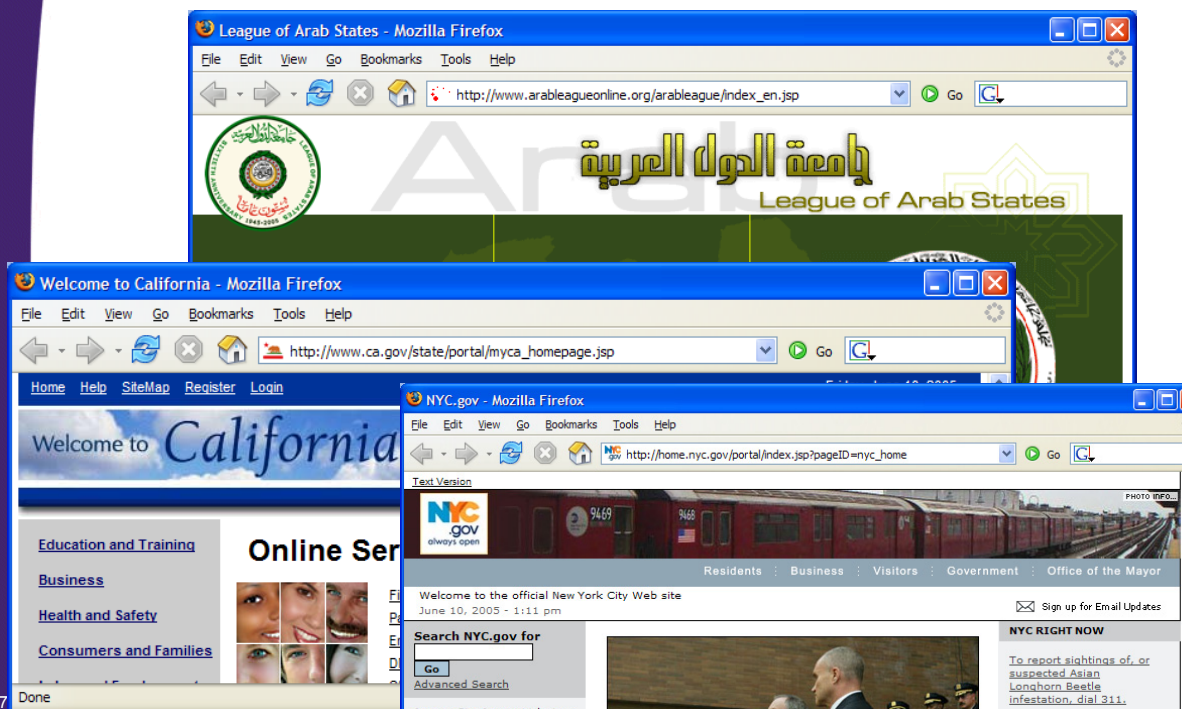 League of Arab States - Mozilla Firefox
File Edit View Go Bookmarks Tools Help
http://www.arableagueonline.org/arableague/index_en.jsp Go
Arab
جامعة الدول العربية
League of Arab States
Welcome to California - Mozilla Firefox
File Edit View Go Bookmarks Tools Help
http://www.ca.gov/state/portal/myca_homepage.jsp Go
Home Help SiteMap Register Login
Welcome to California
Education and Training
Business
Health and Safety
Consumers and Families
Online Ser
Done
7
NYC.gov - Mozilla Firefox
File Edit View Go Bookmarks Tools Help
http://home.nyc.gov/portal/index.jsp?pageID=nyc_home Go
Text Version
NYC
.gov
always open
9469 9468
PHOTO INFO...
Residents Business Visitors Government Office of the Mayor
Welcome to the official New York City Web site
June 10, 2005 - 1:11 pm
Sign up for Email Updates
Search NYC.gov for
Go
Advanced Search
NYC RIGHT NOW
To report sightings of, or
suspected Asian
Longhorn Beetle
infestation, dial 311.